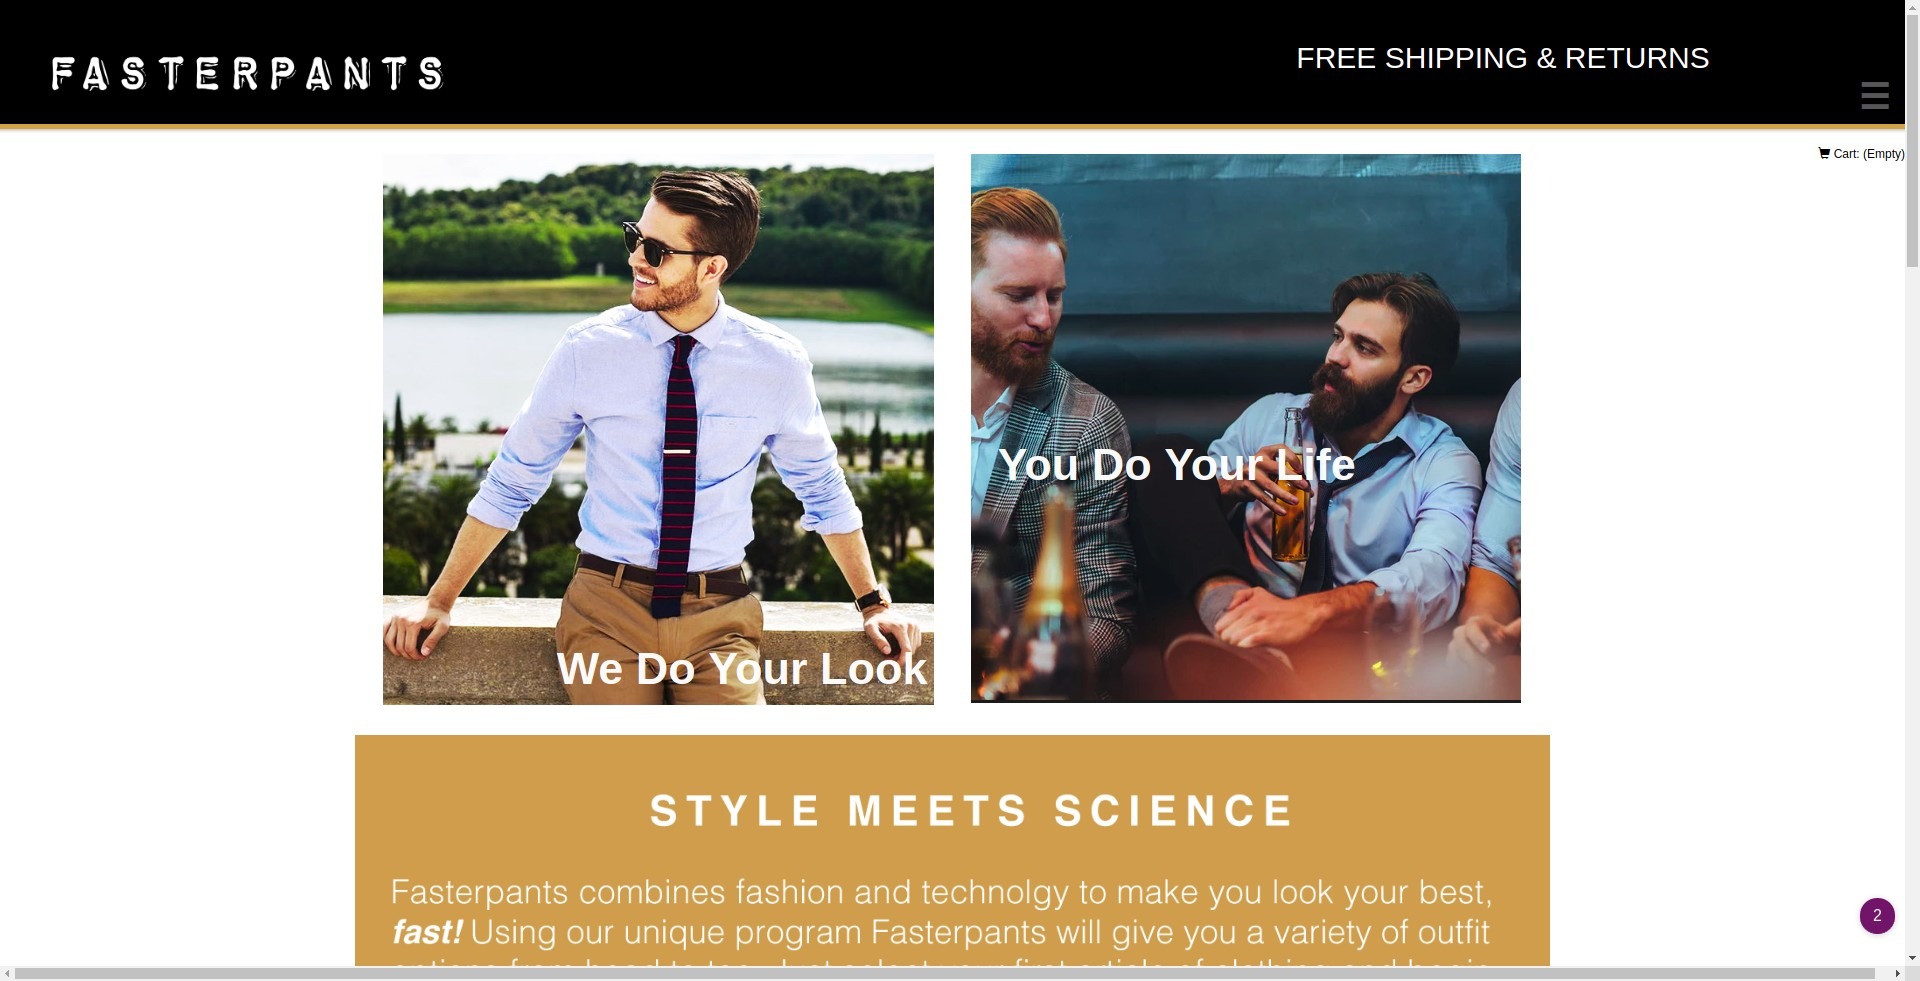 FASTERPANTS
FREE SHIPPING & RETURNS
Cart: (Empty)
We Do Your Look
You Do Your Life
STYLE MEETS SCIENCE
Fasterpants combines fashion and technolgy to make you look your best,
fast! Using our unique program Fasterpants will give you a variety of outfit
2